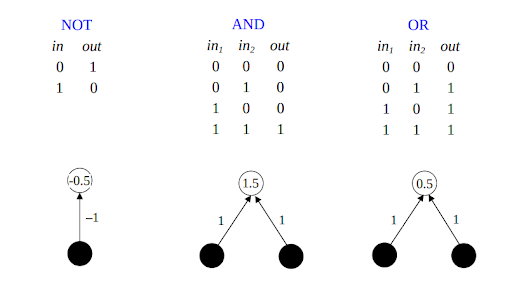 NOT AND OR
in out in1 in2 out in1 in2 out
0 1 0 0 0 0 0 0
1 0 0 1 0 0 1 1
1 0 0 1 0 1
1 1 1 1 1 1
-0.5 1.5 0.5
–1 1 1 1 1